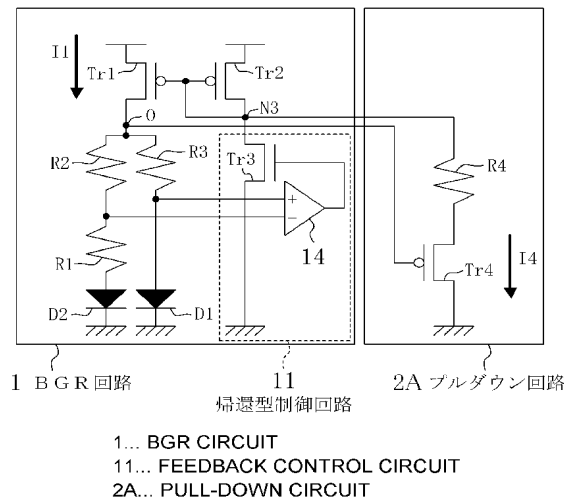 I1
Tr1
Tr2
O
N3
R2
R3
Tr3
R4
+
−
14
R1
Tr4
I4
D2
D1
1 BGR回路
11
帰還型制御回路
2A プルダウン回路
1... BGR CIRCUIT
11... FEEDBACK CONTROL CIRCUIT
2A... PULL-DOWN CIRCUIT